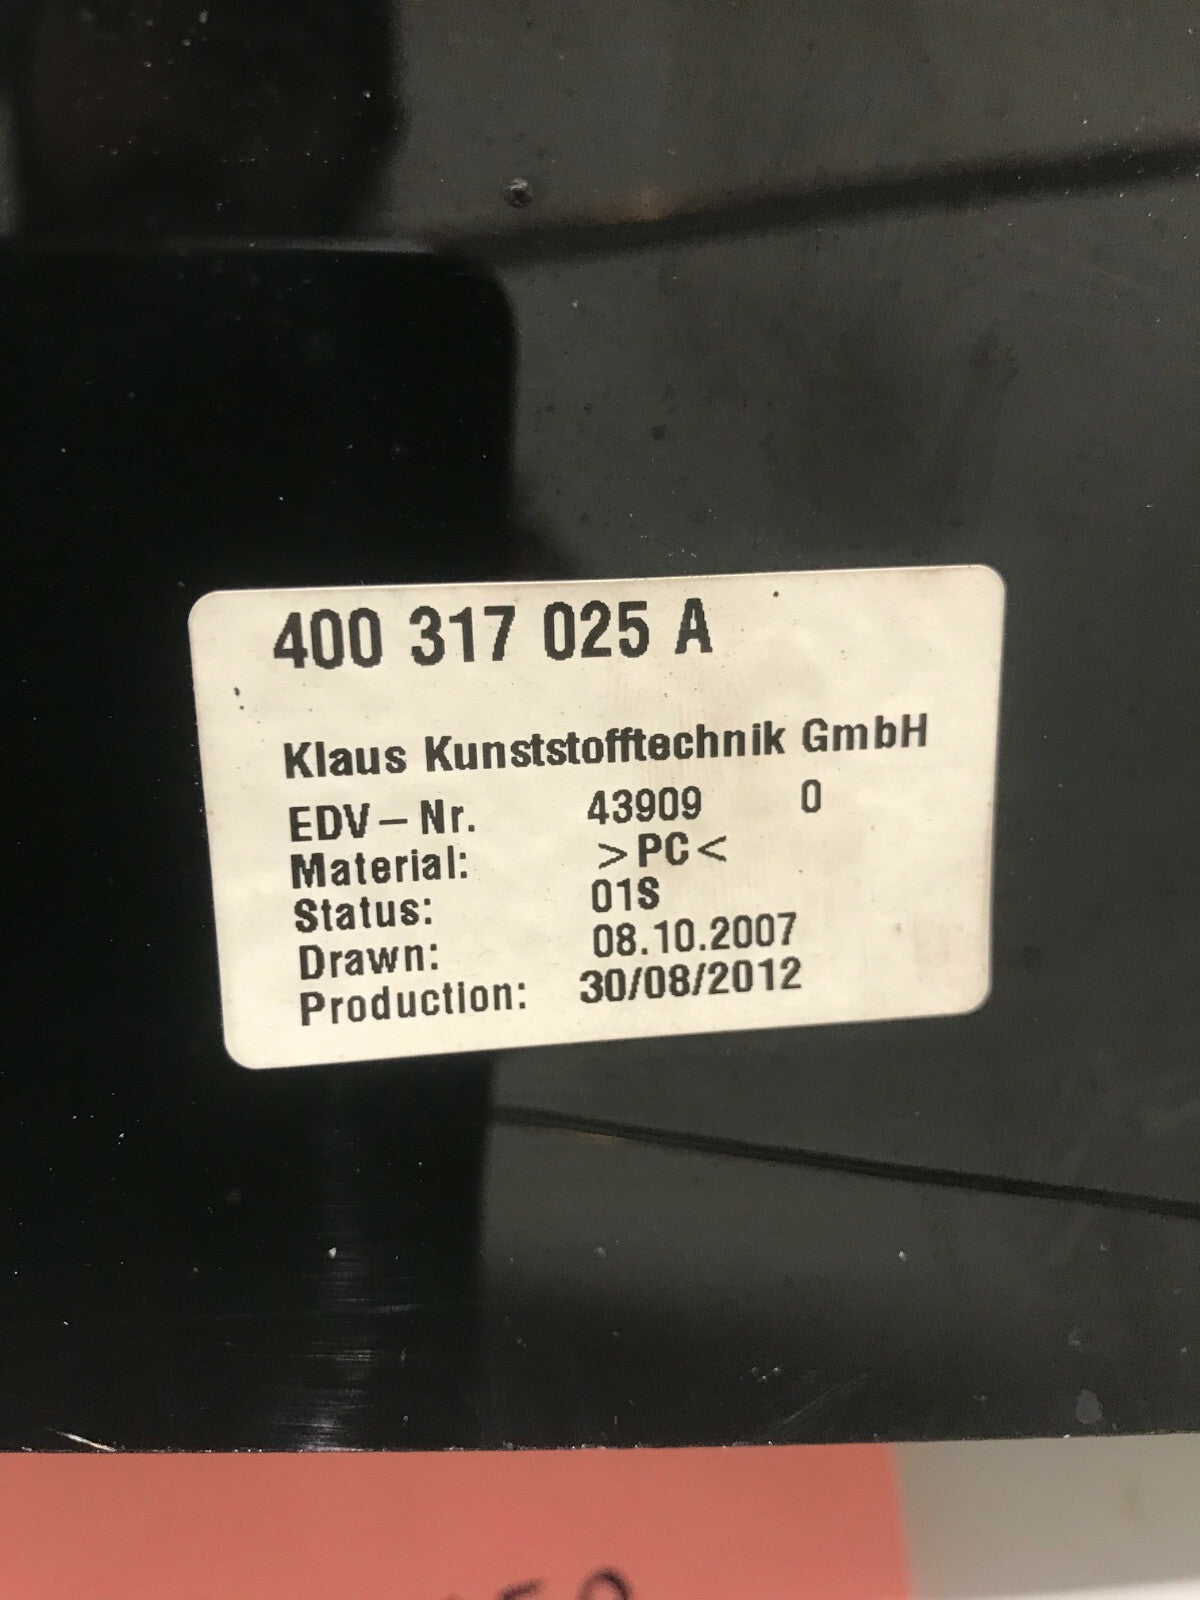 400 317 025 A
Klaus Kunststofftechnik GmbH
EDV-Nr. 43909 0
Material: >PC<
Status: 01S
Drawn: 08.10.2007
Production: 30/08/2012